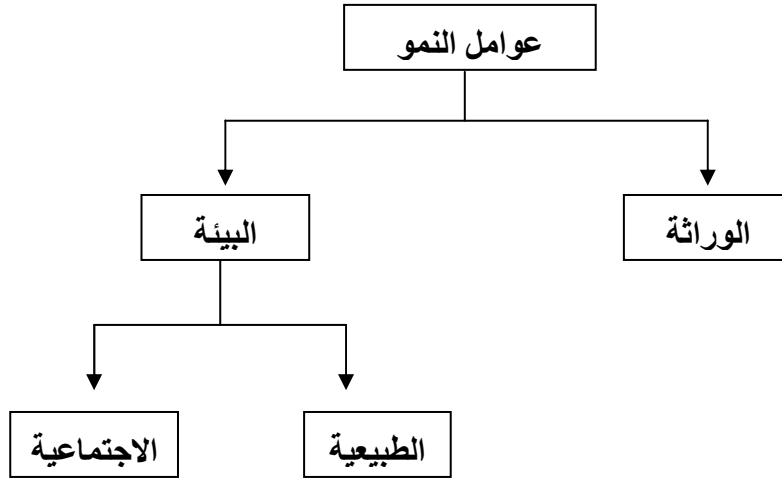 عوامل النمو
الوراثة
البيئة
الطبيعية
الاجتماعية